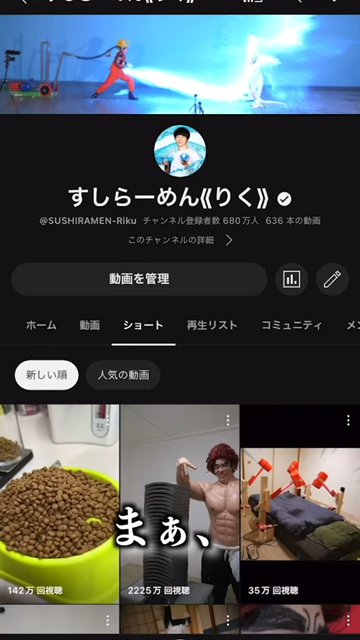 すしらーめん《りく》
@SUSHIRAMEN-Riku チャンネル登録者数 680万人 636 本の動画
このチャンネルの詳細
動画を管理
ホーム 動画 ショート 再生リスト コミュニティ メン
新しい順 人気の動画
まぁ、
142万 回視聴 2225万 回視聴 35万 回視聴